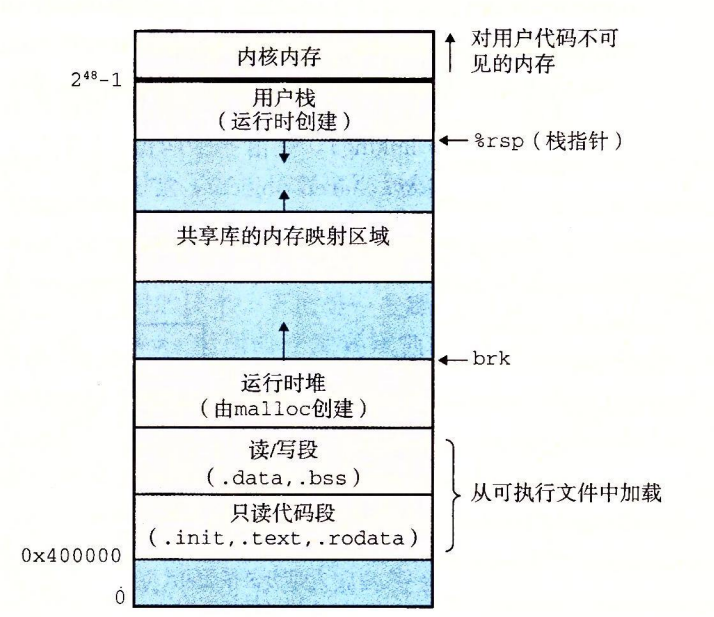 内核内存
对用户代码不可
见的内存
2⁴⁸-1
用户栈
(运行时创建)
%rsp(栈指针)
共享库的内存映射区域
brk
运行时堆
(由malloc创建)
读/写段
(.data,.bss)
从可执行文件中加载
只读代码段
(.init,.text,.rodata)
0x400000
0